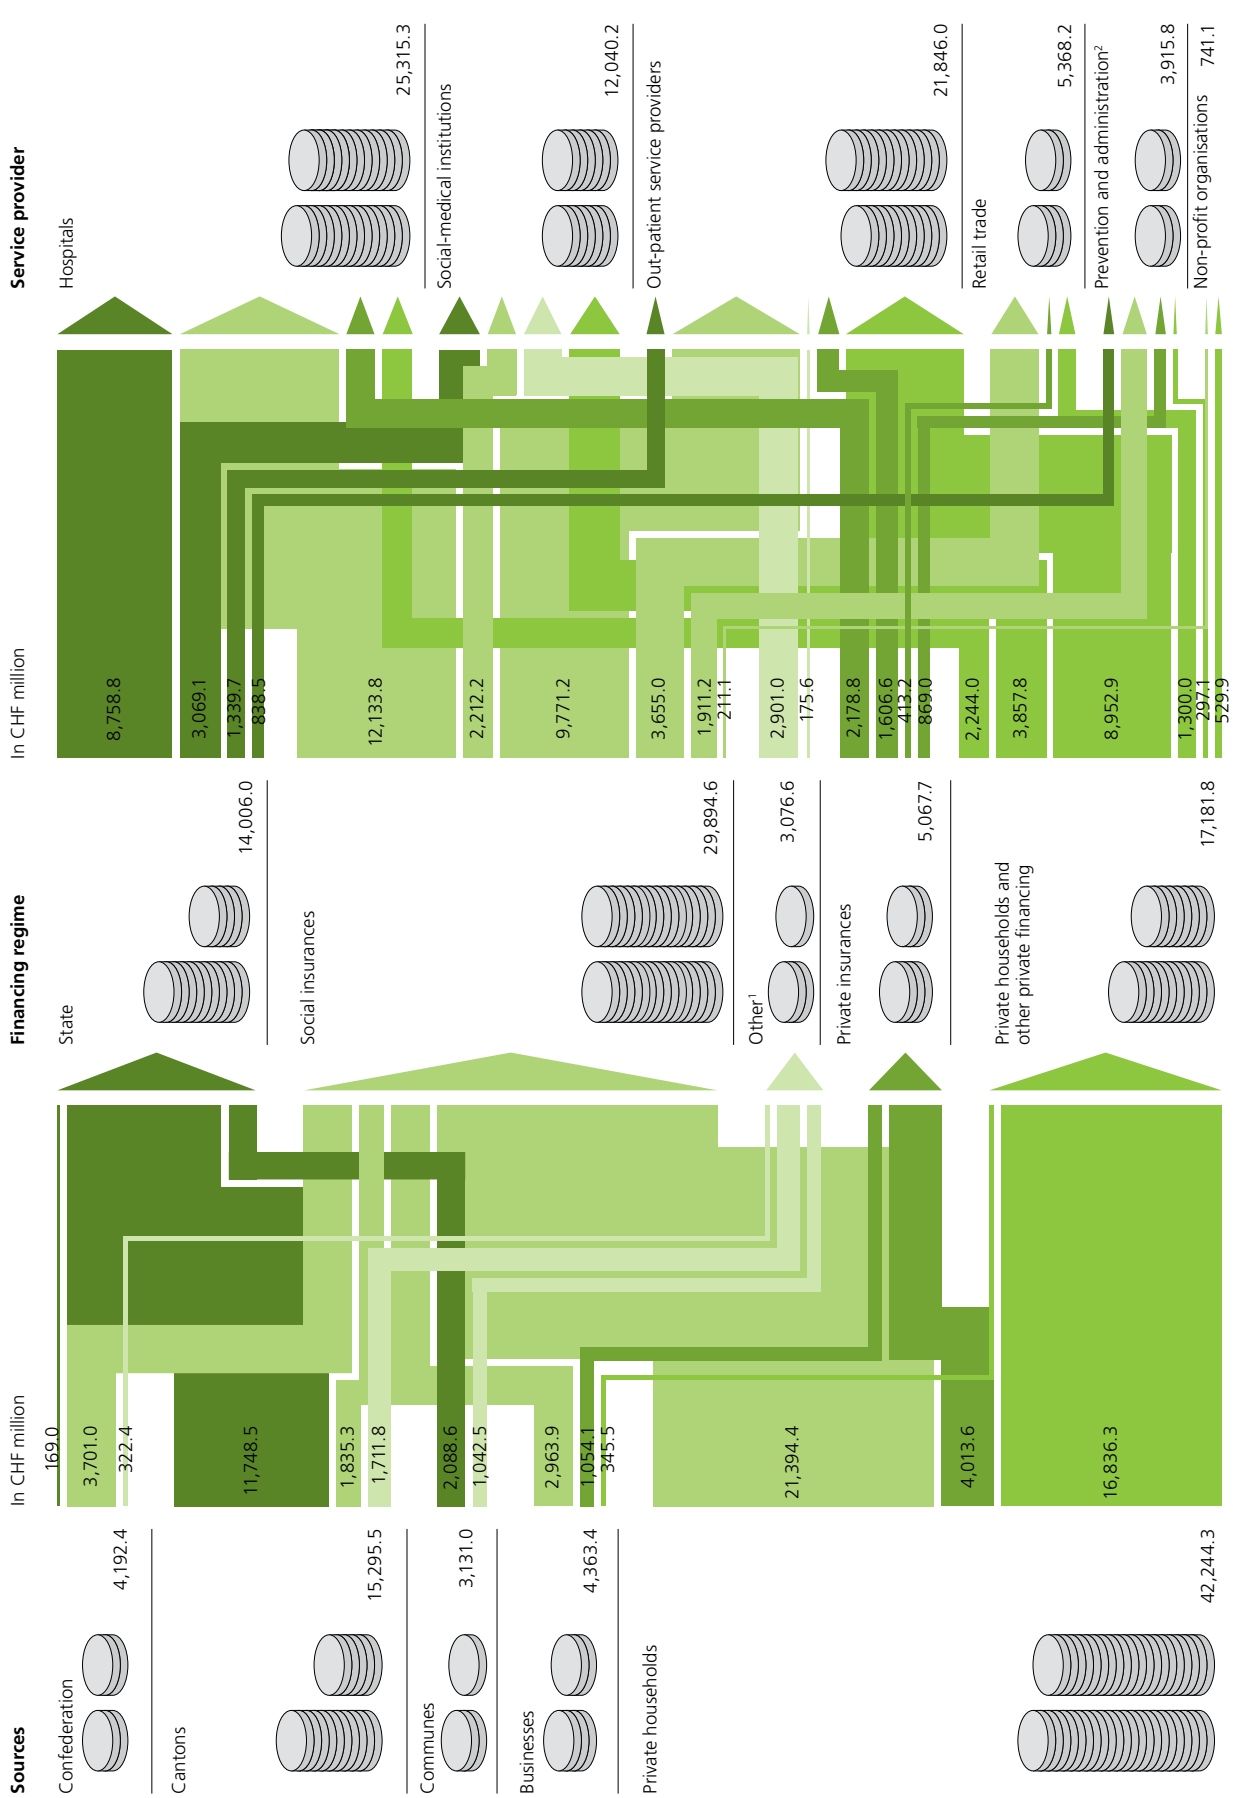 Sources
In CHF million
Financing regime
In CHF million
Service provider
Confederation
4,192.4
Cantons
15,295.5
Communes
3,131.0
Businesses
4,363.4
Private households
42,244.3
169.0
3,701.0
322.4
11,748.5
1,835.3
1,711.8
2,088.6
1,042.5
2,963.9
1,054.1
345.5
21,394.4
4,013.6
16,836.3
State
14,006.0
Social insurances
29,894.6
Other¹
3,076.6
Private insurances
5,067.7
Private households and
other private financing
17,181.8
8,758.8
3,069.1
1,339.7
838.5
12,133.8
2,212.2
9,771.2
3,655.0
1,911.2
211.1
2,901.0
175.6
2,178.8
1,606.6
413.2
869.0
2,244.0
3,857.8
8,952.9
1,300.0
297.1
529.9
Hospitals
25,315.3
Social-medical institutions
12,040.2
Out-patient service providers
21,846.0
Retail trade
5,368.2
Prevention and administration²
3,915.8
Non-profit organisations
741.1